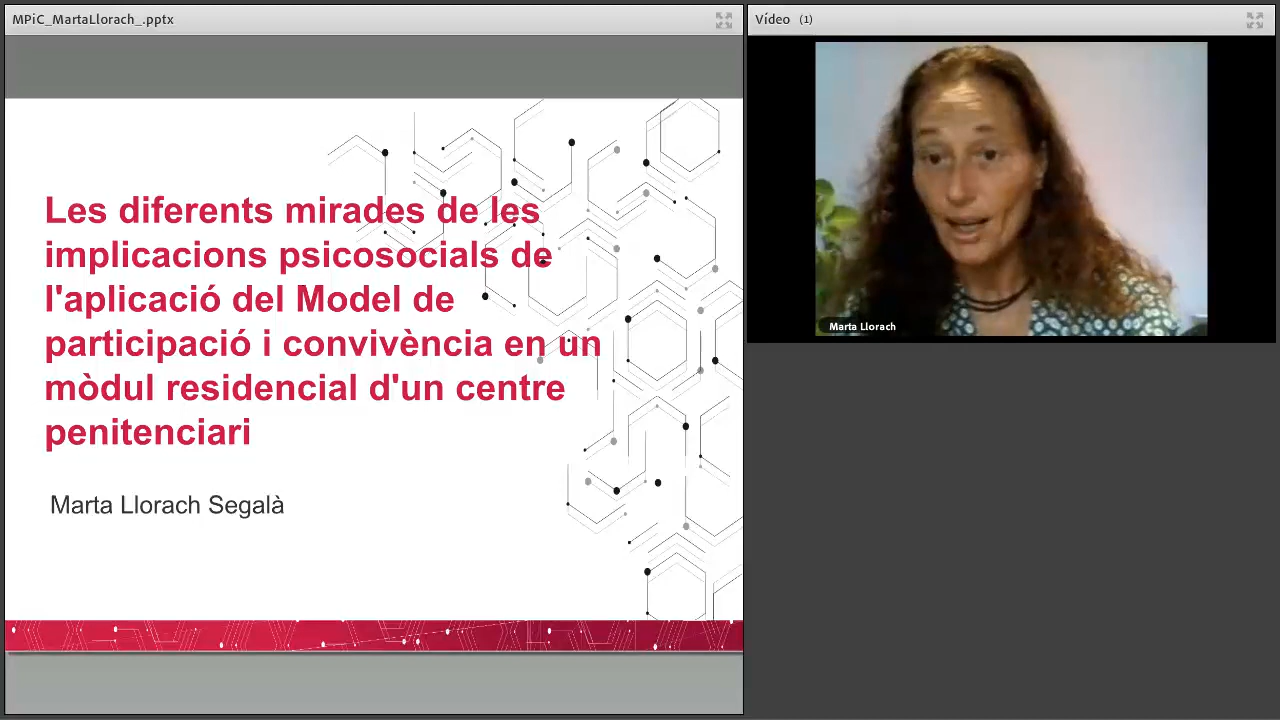 MPiC_MartaLlorach_.pptx
Vídeo (1)
Les diferents mirades de les
implicacions psicosocials de
l'aplicació del Model de
participació i convivència en un
mòdul residencial d'un centre
penitenciari
Marta Llorach Segalà
Marta Llorach